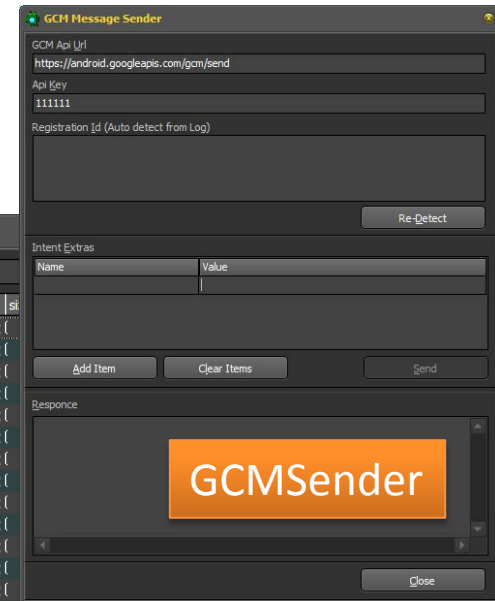 GCM Message Sender
GCM Api Url
https://android.googleapis.com/gcm/send
Api Key
111111
Registration Id (Auto detect from Log)
Re-Detect
Intent Extras
Name Value
Add Item Clear Items Send
Responce
GCMSender
Close